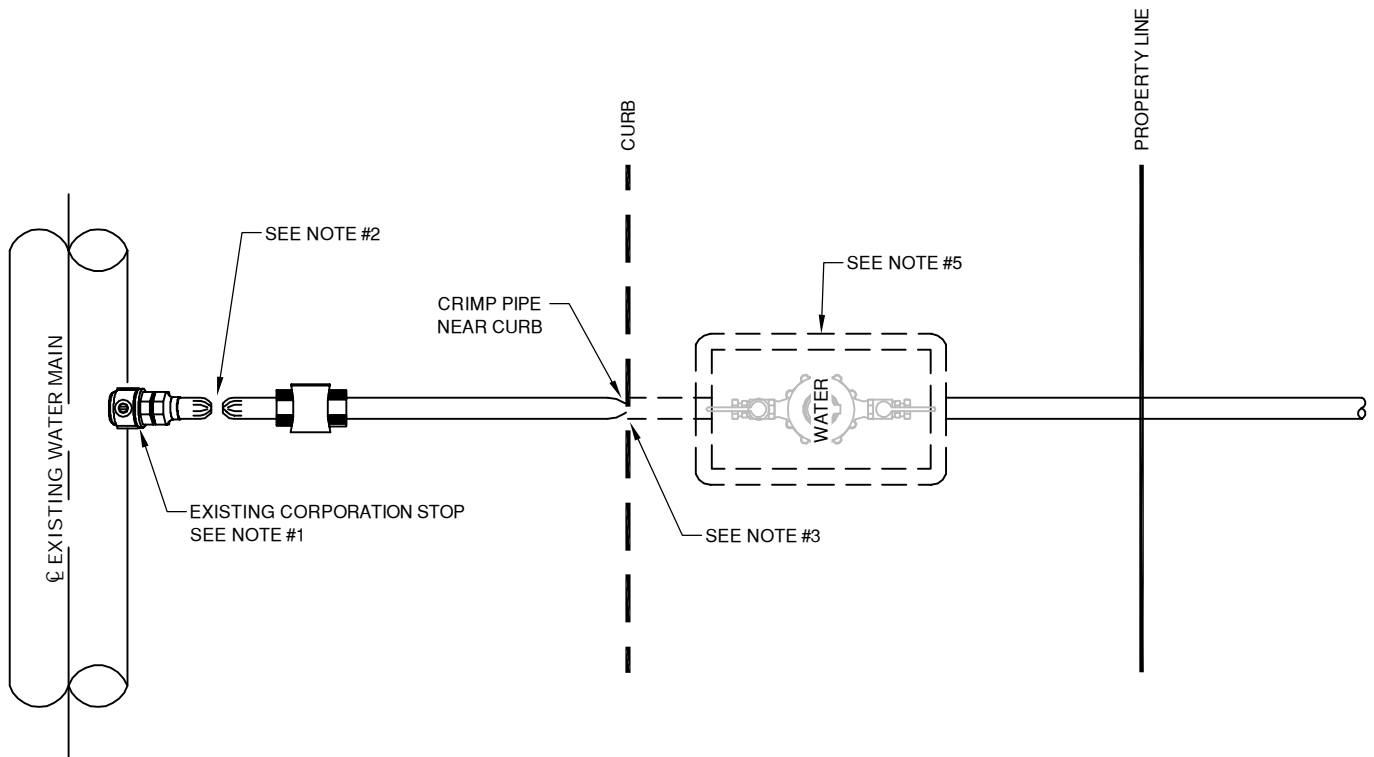 PROPERTY LINE
CURB
SEE NOTE #2
SEE NOTE #5
CRIMP PIPE
NEAR CURB
℄ EXISTING WATER MAIN
WATER
EXISTING CORPORATION STOP
SEE NOTE #1
SEE NOTE #3